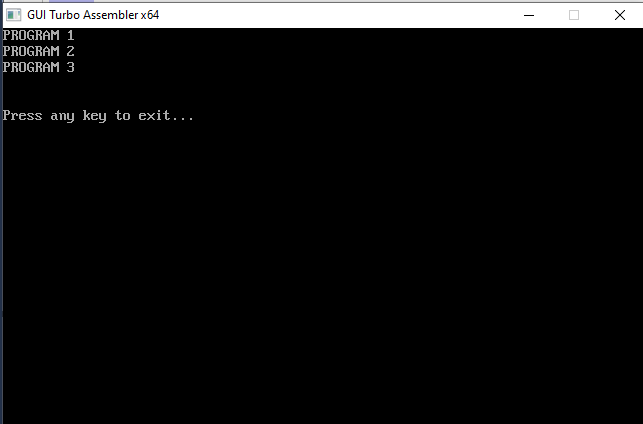 GUI Turbo Assembler x64
PROGRAM 1
PROGRAM 2
PROGRAM 3
Press any key to exit...